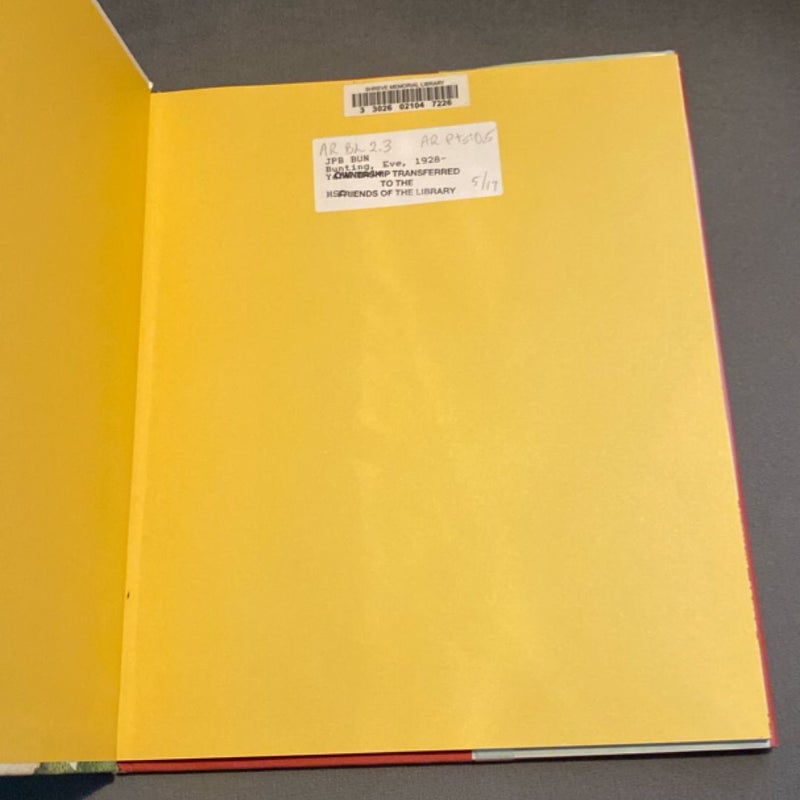 SHREVE MEMORIAL LIBRARY
3 3026 02104 7226
AR BL 2.3 AR Pts 0.5
JPB BUN
Bunting, Eve, 1928-
OWNERSHIP TRANSFERRED
TO THE
FRIENDS OF THE LIBRARY
5/17